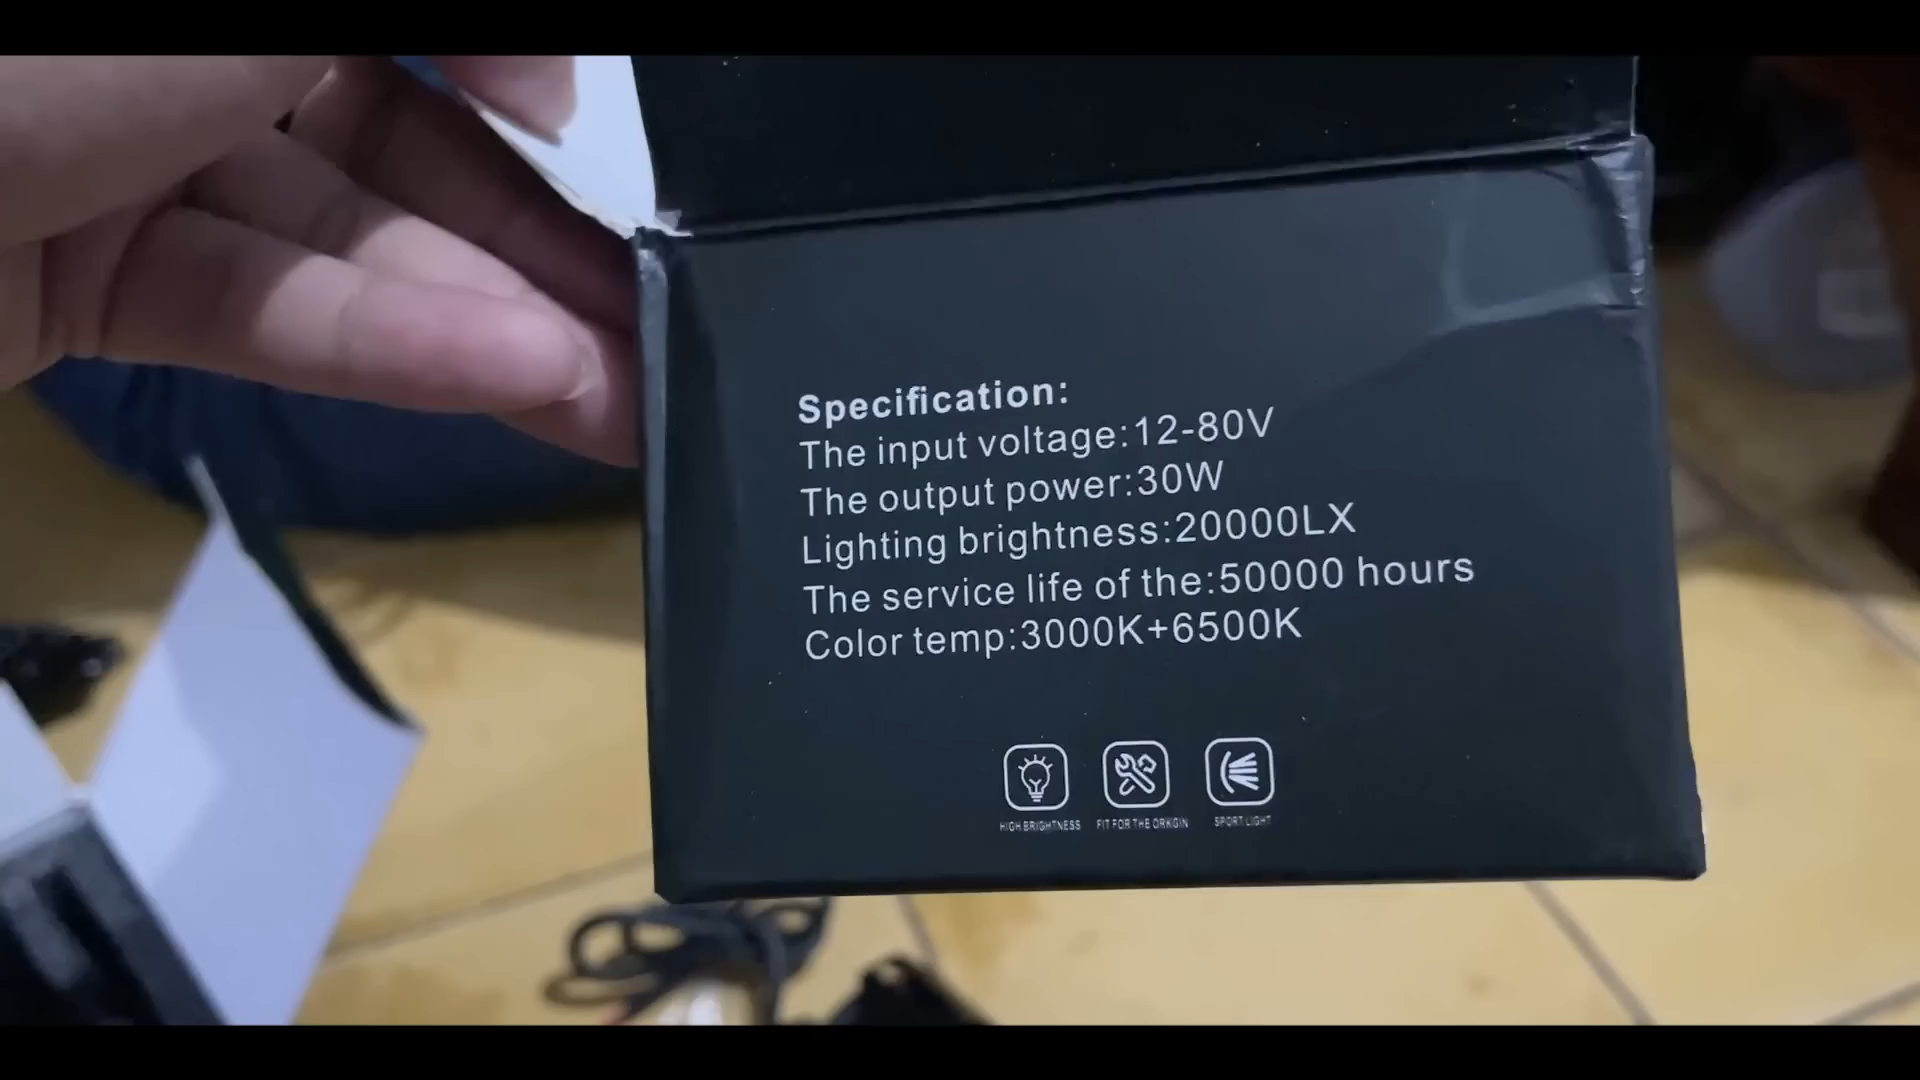 Specification:
The input voltage:12-80V
The output power:30W
Lighting brightness:20000LX
The service life of the:50000 hours
Color temp:3000K+6500K
HIGH BRIGHTNESS
FIT FOR THE ORKGIN
SPORT LIGHT